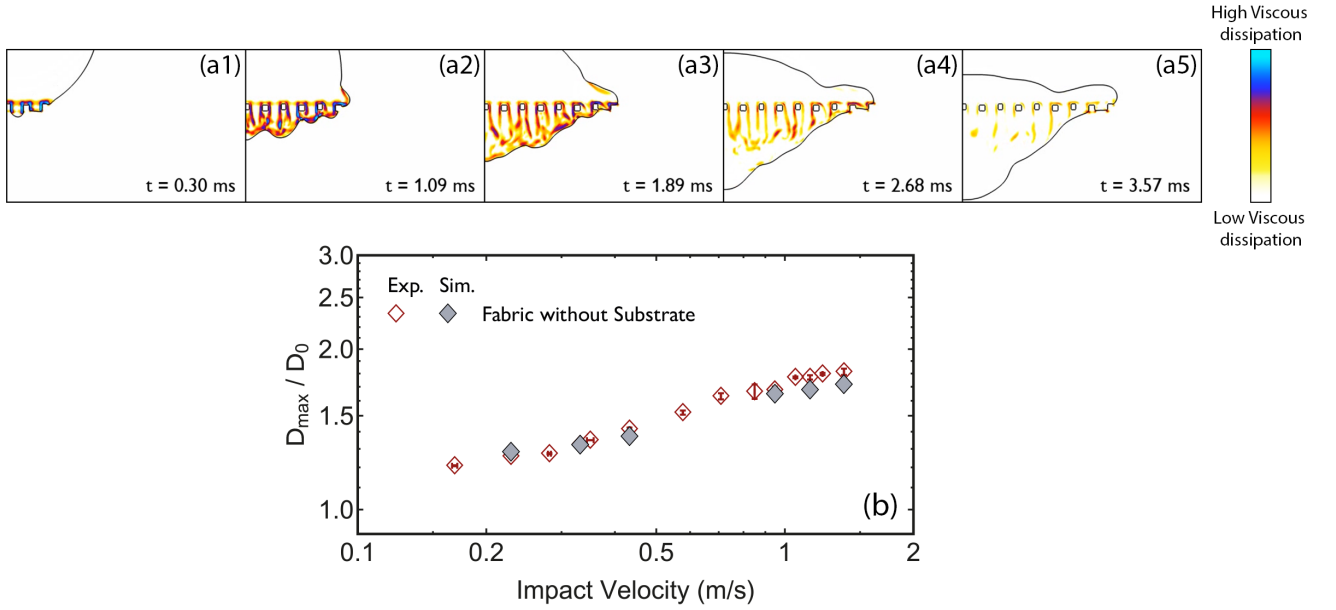 High Viscous
dissipation
(a1)
(a2)
(a3)
(a4)
(a5)
t = 0.30 ms
t = 1.09 ms
t = 1.89 ms
t = 2.68 ms
t = 3.57 ms
Low Viscous
dissipation
3.0
2.5
2.0
1.5
1.0
D_max / D_0
Exp. Sim.
Fabric without Substrate
(b)
0.1 0.2 0.5 1 2
Impact Velocity (m/s)